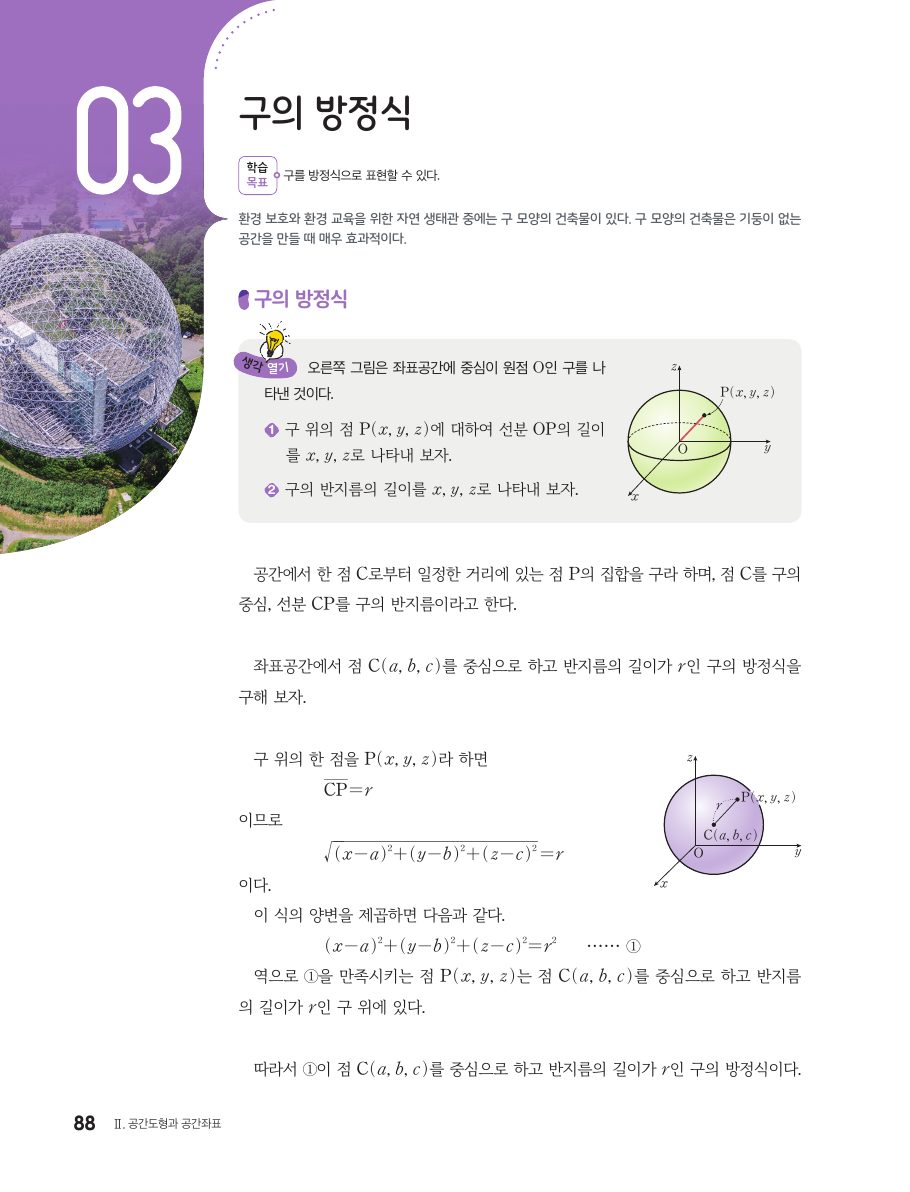 03
구의 방정식
학습
목표
구를 방정식으로 표현할 수 있다.
환경 보호와 환경 교육을 위한 자연 생태관 중에는 구 모양의 건축물이 있다. 구 모양의 건축물은 기둥이 없는
공간을 만들 때 매우 효과적이다.
구의 방정식
생각 열기 오른쪽 그림은 좌표공간에 중심이 원점 O인 구를 나
타낸 것이다.
1 구 위의 점 P(x, y, z)에 대하여 선분 OP의 길이
를 x, y, z로 나타내 보자.
2 구의 반지름의 길이를 x, y, z로 나타내 보자.
z
P(x, y, z)
O
y
x
공간에서 한 점 C로부터 일정한 거리에 있는 점 P의 집합을 구라 하며, 점 C를 구의
중심, 선분 CP를 구의 반지름이라고 한다.
좌표공간에서 점 C(a, b, c)를 중심으로 하고 반지름의 길이가 r인 구의 방정식을
구해 보자.
구 위의 한 점을 P(x, y, z)라 하면
C̅P̅=r
이므로
√(x-a)²+(y-b)²+(z-c)²=r
이다.
z
P(x, y, z)
r
C(a, b, c)
O
y
x
이 식의 양변을 제곱하면 다음과 같다.
(x-a)²+(y-b)²+(z-c)²=r² …… ①
역으로 ①을 만족시키는 점 P(x, y, z)는 점 C(a, b, c)를 중심으로 하고 반지름
의 길이가 r인 구 위에 있다.
따라서 ①이 점 C(a, b, c)를 중심으로 하고 반지름의 길이가 r인 구의 방정식이다.
88 Ⅱ. 공간도형과 공간좌표